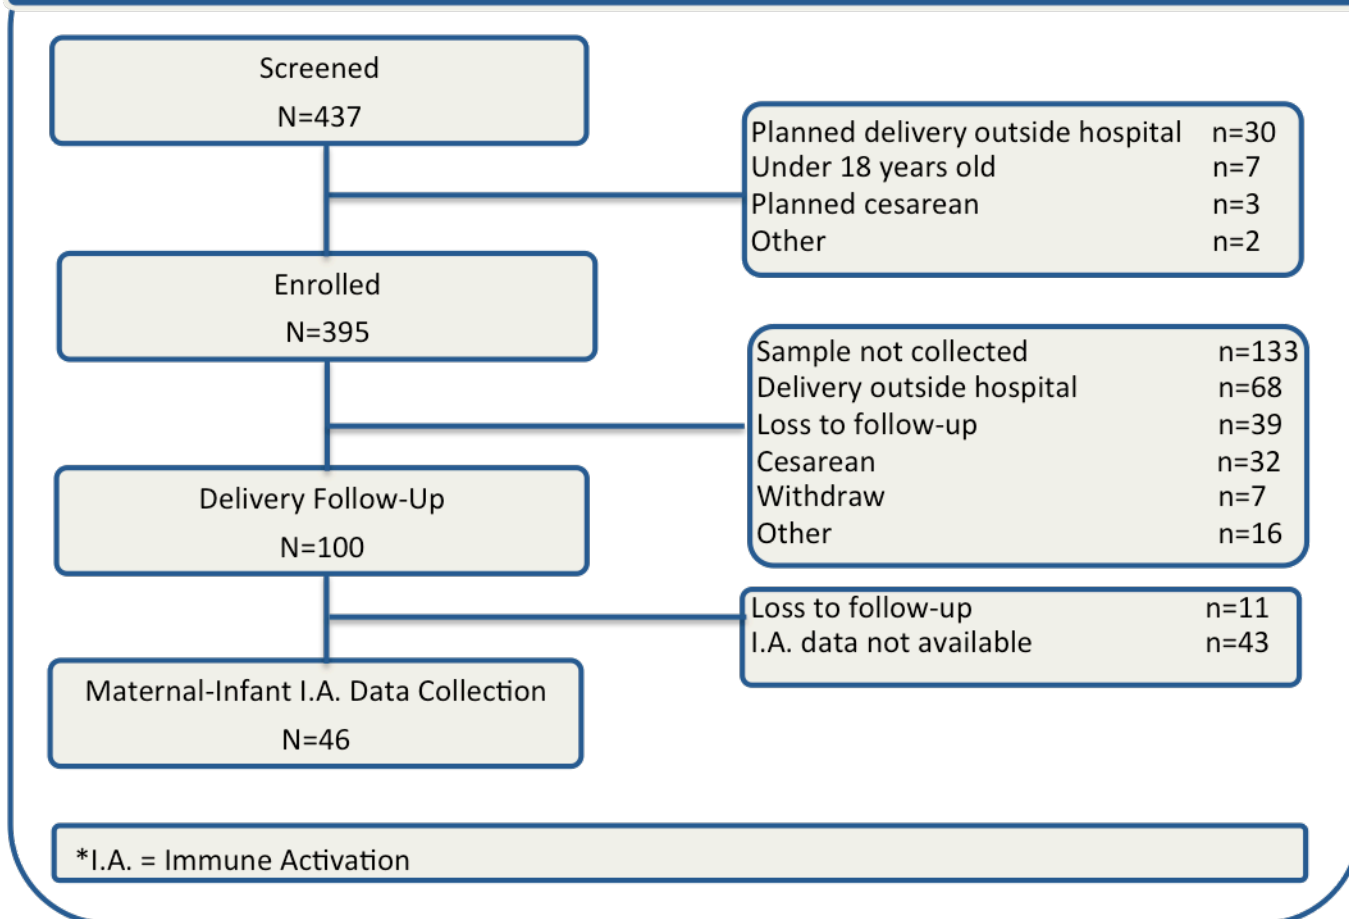 Screened
N=437
Planned delivery outside hospital n=30
Under 18 years old n=7
Planned cesarean n=3
Other n=2
Enrolled
N=395
Sample not collected n=133
Delivery outside hospital n=68
Loss to follow-up n=39
Cesarean n=32
Withdraw n=7
Other n=16
Delivery Follow-Up
N=100
Loss to follow-up n=11
I.A. data not available n=43
Maternal-Infant I.A. Data Collection
N=46
*I.A. = Immune Activation